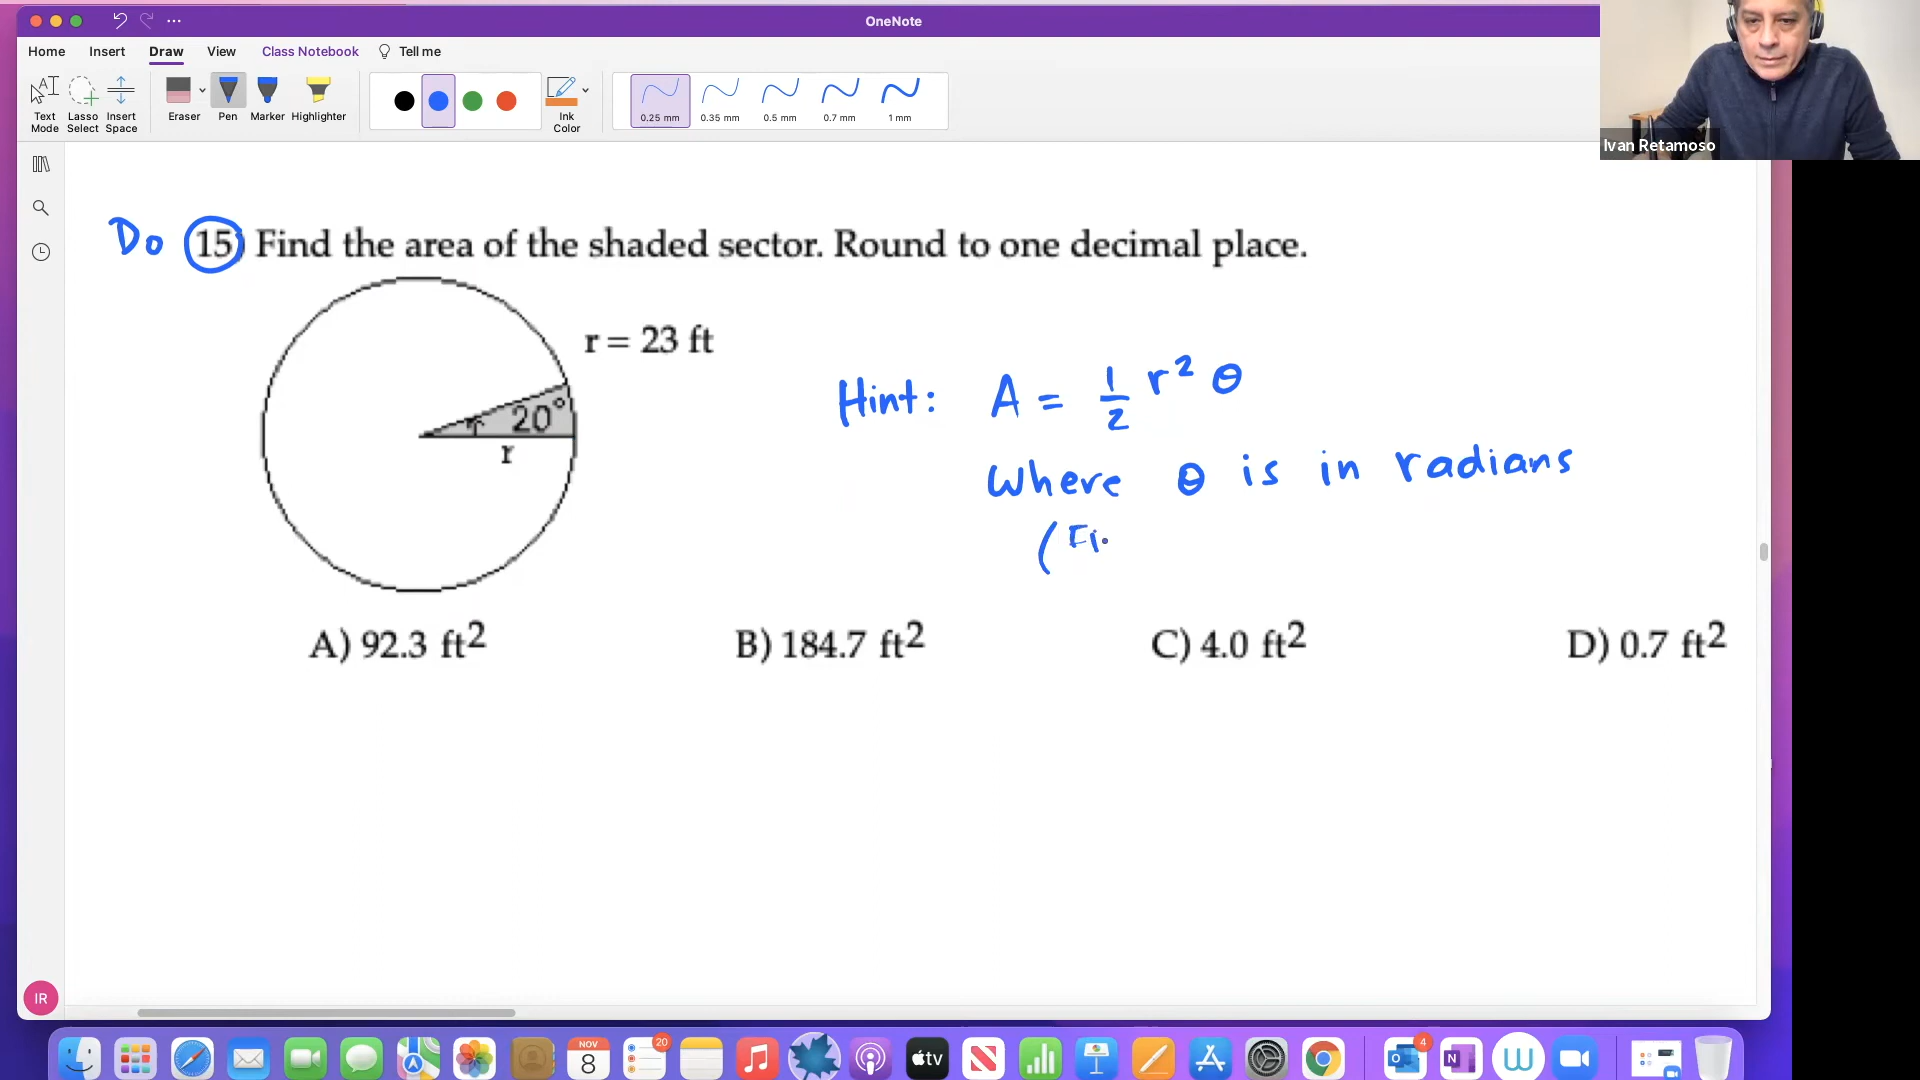 OneNote
Home Insert Draw View Class Notebook Tell me
Text Mode Lasso Select Insert Space Eraser Pen Marker Highlighter Ink Color 0.25 mm 0.35 mm 0.5 mm 0.7 mm 1 mm
Ivan Retamoso
Do 15) Find the area of the shaded sector. Round to one decimal place.
r = 23 ft
20°
r
Hint: A = 1/2 r² θ
Where θ is in radians
(Fi
A) 92.3 ft² B) 184.7 ft² C) 4.0 ft² D) 0.7 ft²
IR
NOV
8
20
tv
4
N
W